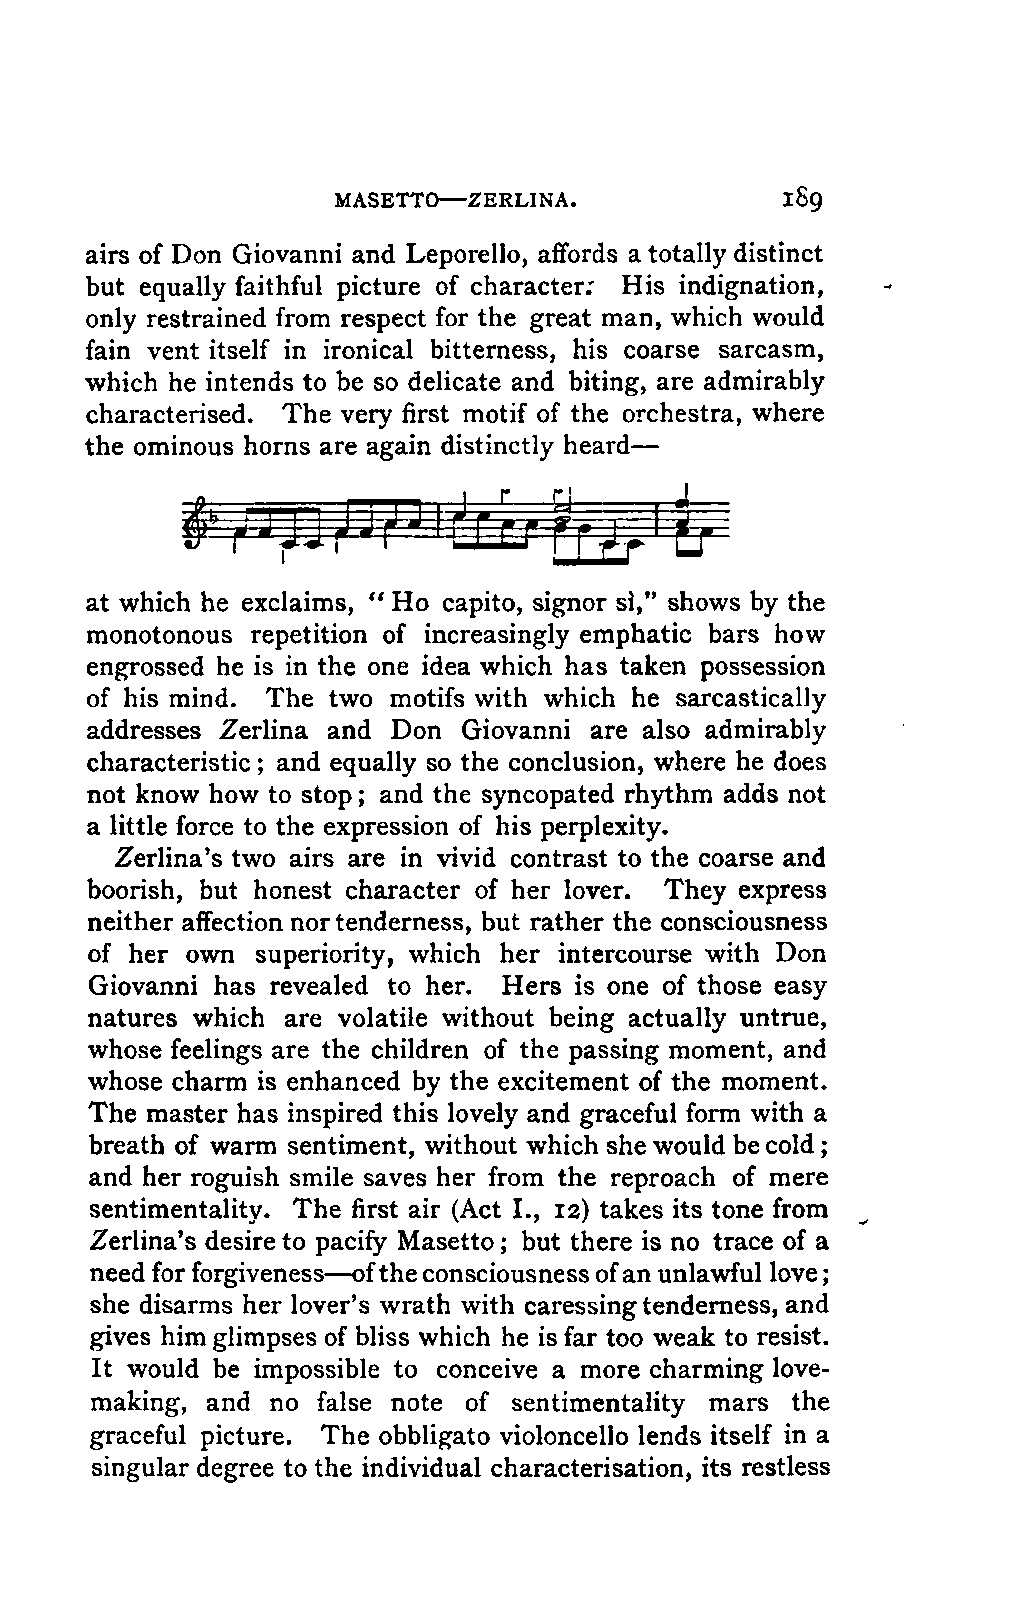 MASETTO—ZERLINA. 189
airs of Don Giovanni and Leporello, affords a totally distinct
but equally faithful picture of character: His indignation,
only restrained from respect for the great man, which would
fain vent itself in ironical bitterness, his coarse sarcasm,
which he intends to be so delicate and biting, are admirably
characterised. The very first motif of the orchestra, where
the ominous horns are again distinctly heard—
at which he exclaims, “ Ho capito, signor sì,” shows by the
monotonous repetition of increasingly emphatic bars how
engrossed he is in the one idea which has taken possession
of his mind. The two motifs with which he sarcastically
addresses Zerlina and Don Giovanni are also admirably
characteristic ; and equally so the conclusion, where he does
not know how to stop ; and the syncopated rhythm adds not
a little force to the expression of his perplexity.
Zerlina's two airs are in vivid contrast to the coarse and
boorish, but honest character of her lover. They express
neither affection nor tenderness, but rather the consciousness
of her own superiority, which her intercourse with Don
Giovanni has revealed to her. Hers is one of those easy
natures which are volatile without being actually untrue,
whose feelings are the children of the passing moment, and
whose charm is enhanced by the excitement of the moment.
The master has inspired this lovely and graceful form with a
breath of warm sentiment, without which she would be cold ;
and her roguish smile saves her from the reproach of mere
sentimentality. The first air (Act I., 12) takes its tone from
Zerlina's desire to pacify Masetto ; but there is no trace of a
need for forgiveness—of the consciousness of an unlawful love ;
she disarms her lover's wrath with caressing tenderness, and
gives him glimpses of bliss which he is far too weak to resist.
It would be impossible to conceive a more charming love-
making, and no false note of sentimentality mars the
graceful picture. The obbligato violoncello lends itself in a
singular degree to the individual characterisation, its restless